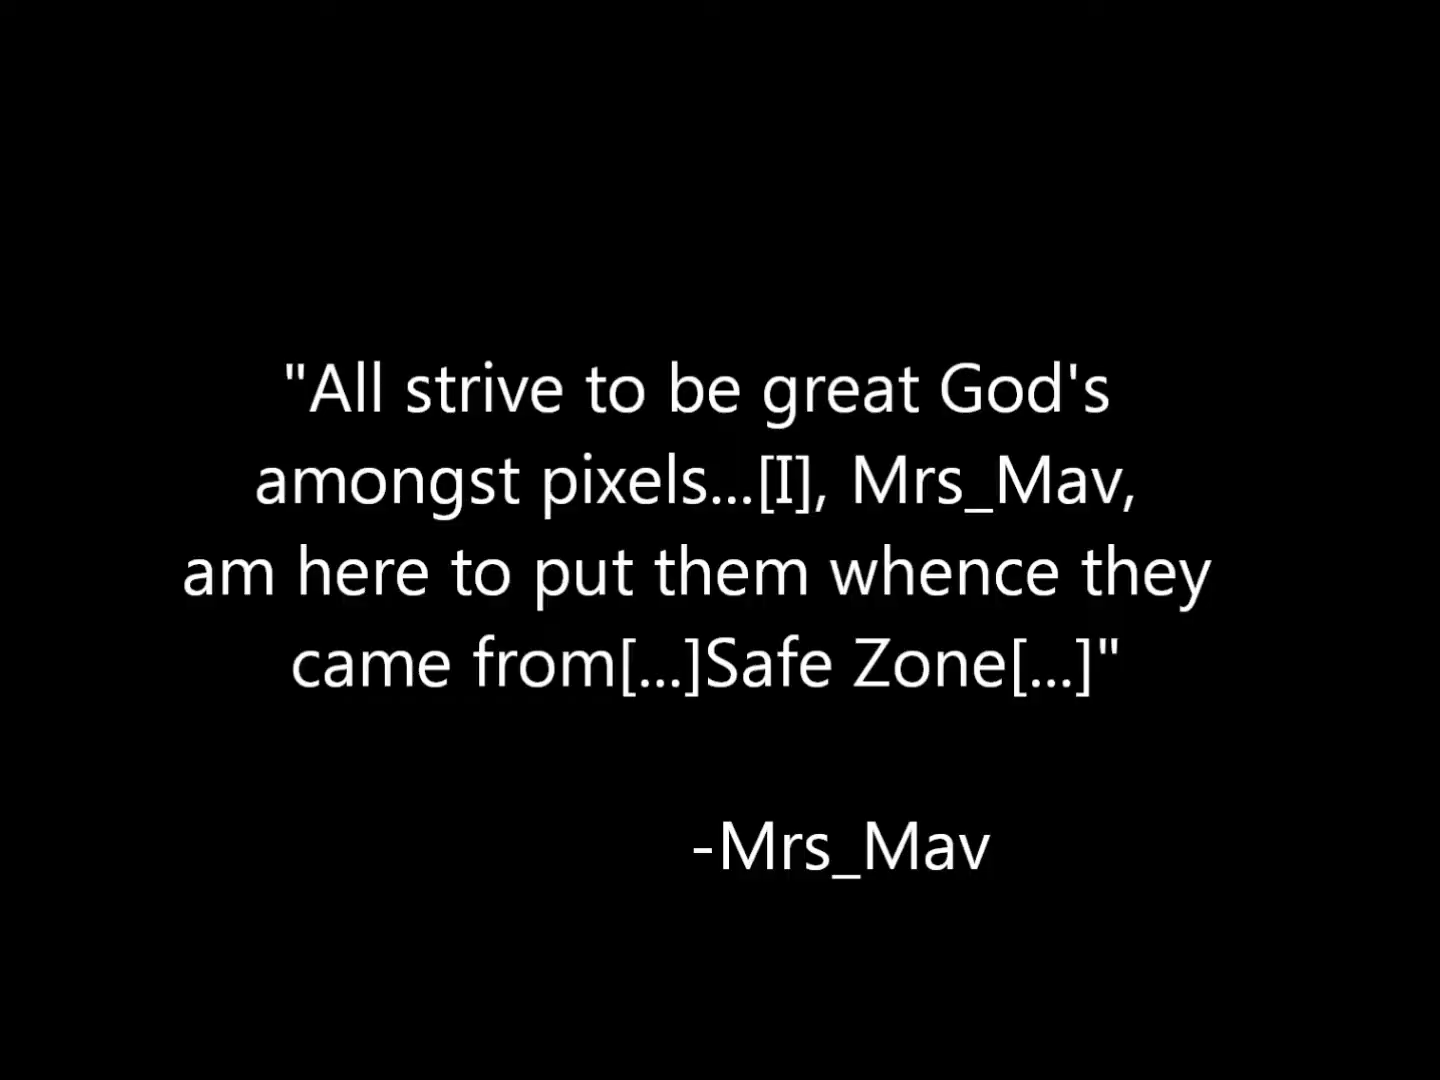 "All strive to be great God's
amongst pixels...[I], Mrs_Mav,
am here to put them whence they
came from[...]Safe Zone[...]"
-Mrs_Mav